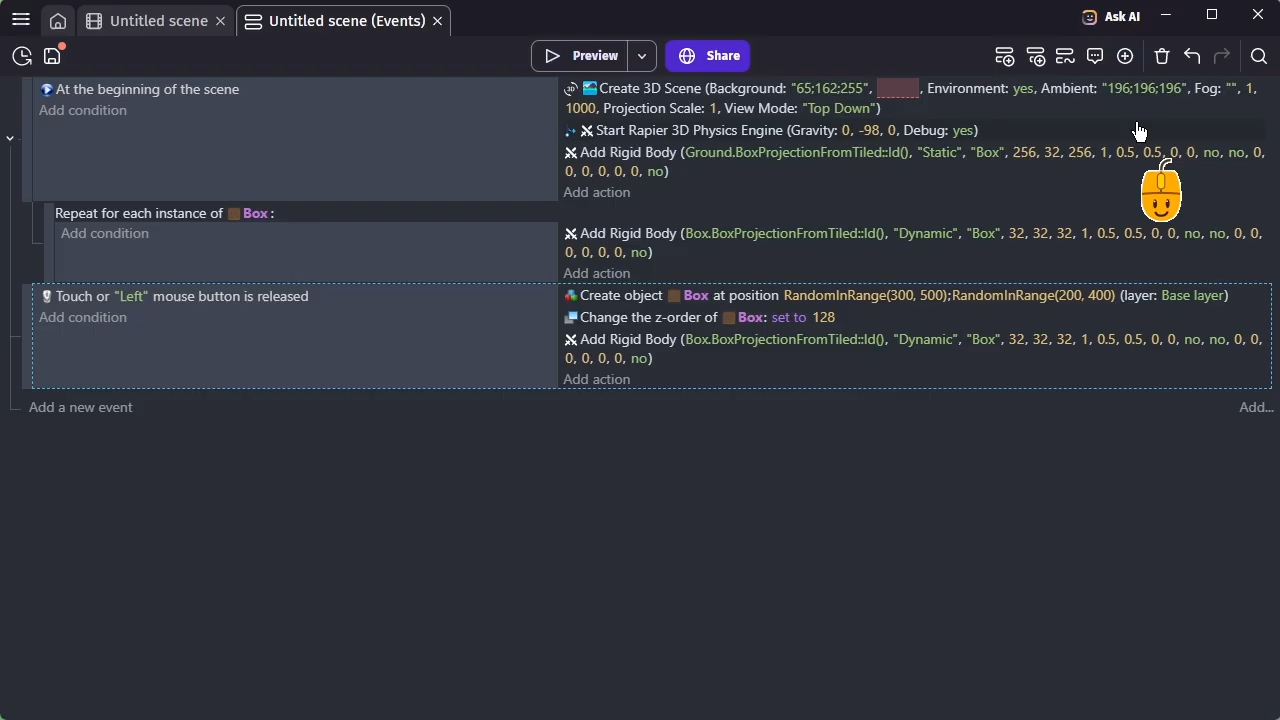 Untitled scene
Untitled scene (Events)
Ask AI
Preview
Share
At the beginning of the scene
Add condition
Create 3D Scene (Background: "65;162;255", , Environment: yes, Ambient: "196;196;196", Fog: "", 1,
1000, Projection Scale: 1, View Mode: "Top Down")
Start Rapier 3D Physics Engine (Gravity: 0, -98, 0, Debug: yes)
Add Rigid Body (Ground.BoxProjectionFromTiled::Id(), "Static", "Box", 256, 32, 256, 1, 0.5, 0.5, 0, 0, no, no, 0,
0, 0, 0, 0, 0, no)
Add action
Repeat for each instance of Box:
Add condition
Add Rigid Body (Box.BoxProjectionFromTiled::Id(), "Dynamic", "Box", 32, 32, 32, 1, 0.5, 0.5, 0, 0, no, no, 0, 0,
0, 0, 0, 0, no)
Add action
Touch or "Left" mouse button is released
Add condition
Create object Box at position RandomInRange(300, 500);RandomInRange(200, 400) (layer: Base layer)
Change the z-order of Box: set to 128
Add Rigid Body (Box.BoxProjectionFromTiled::Id(), "Dynamic", "Box", 32, 32, 32, 1, 0.5, 0.5, 0, 0, no, no, 0, 0,
0, 0, 0, 0, no)
Add action
Add a new event
Add...